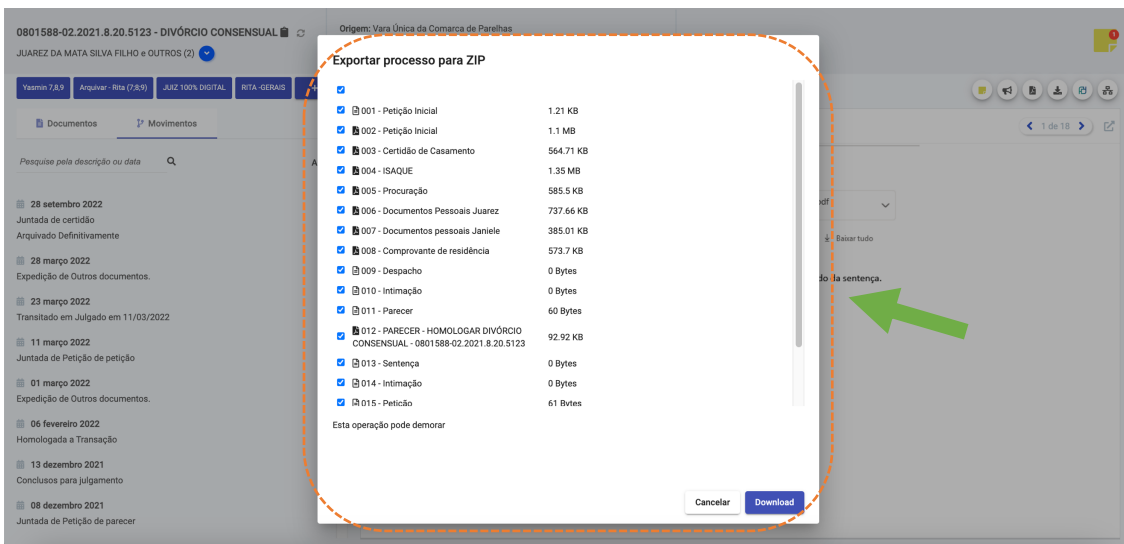 0801588-02.2021.8.20.5123 - DIVÓRCIO CONSENSUAL
JUAREZ DA MATA SILVA FILHO e OUTROS (2)
Origem: Vara Única da Comarca de Parelhas
1
Yasmin 7,8,9
Arquivar - Rita (7;8;9)
JUIZ 100% DIGITAL
RITA -GERAIS
+
Documentos
Movimentos
1 de 18
Pesquise pela descrição ou data
A
28 setembro 2022
Juntada de certidão
Arquivado Definitivamente
28 março 2022
Expedição de Outros documentos.
23 março 2022
Transitado em Julgado em 11/03/2022
11 março 2022
Juntada de Petição de petição
01 março 2022
Expedição de Outros documentos.
06 fevereiro 2022
Homologada a Transação
13 dezembro 2021
Conclusos para julgamento
08 dezembro 2021
Juntada de Petição de parecer
Exportar processo para ZIP
001 - Petição Inicial 1.21 KB
002 - Petição Inicial 1.1 MB
003 - Certidão de Casamento 564.71 KB
004 - ISAQUE 1.35 MB
005 - Procuração 585.5 KB
006 - Documentos Pessoais Juarez 737.66 KB
007 - Documentos pessoais Janiele 385.01 KB
008 - Comprovante de residência 573.7 KB
009 - Despacho 0 Bytes
010 - Intimação 0 Bytes
011 - Parecer 60 Bytes
012 - PARECER - HOMOLOGAR DIVÓRCIO
CONSENSUAL - 0801588-02.2021.8.20.5123 92.92 KB
013 - Sentença 0 Bytes
014 - Intimação 0 Bytes
015 - Petição 61 Bytes
Esta operação pode demorar
Cancelar
Download
pdf
Baixar tudo
do da sentença.